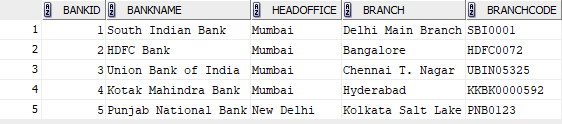 BANKID BANKNAME HEADOFFICE BRANCH BRANCHCODE
1 1 South Indian Bank Mumbai Delhi Main Branch SBI0001
2 2 HDFC Bank Mumbai Bangalore HDFC0072
3 3 Union Bank of India Mumbai Chennai T. Nagar UBIN05325
4 4 Kotak Mahindra Bank Mumbai Hyderabad KKBK0000592
5 5 Punjab National Bank New Delhi Kolkata Salt Lake PNB0123